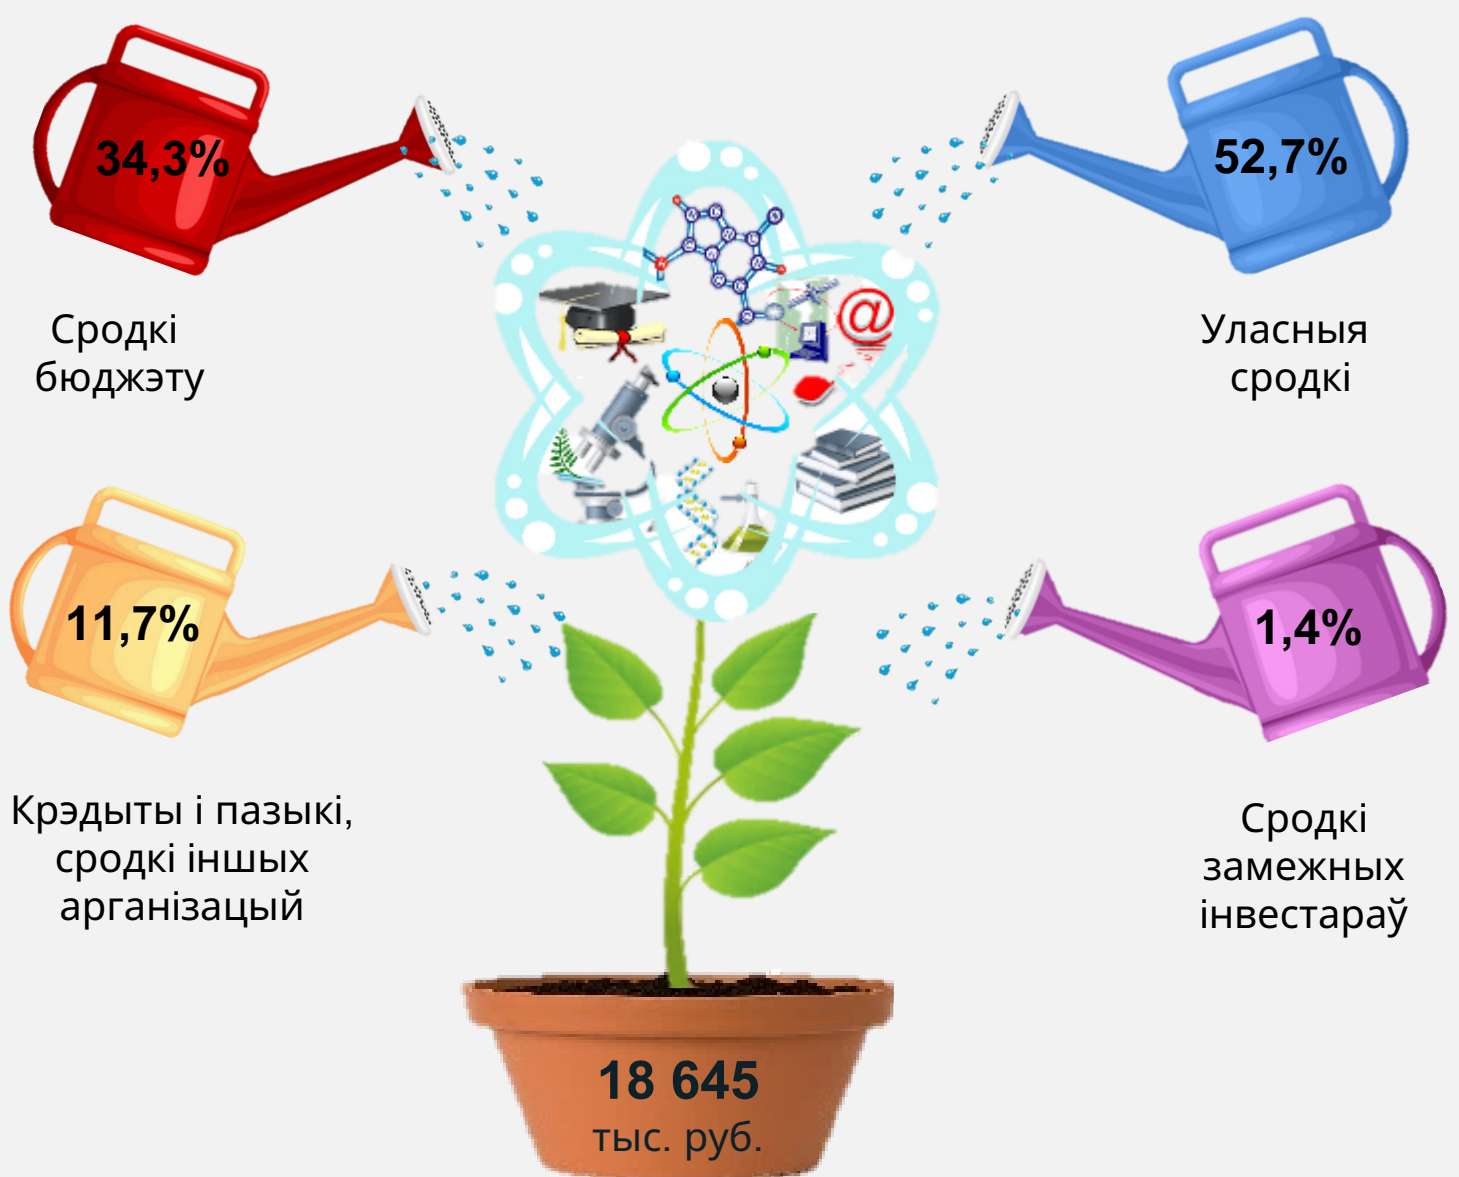 34,3%
Сродкі
бюджэту
52,7%
Уласныя
сродкі
@
11,7%
Крэдыты і пазыкі,
сродкі іншых
арганізацый
1,4%
Сродкі
замежных
інвестараў
18 645
тыс. руб.